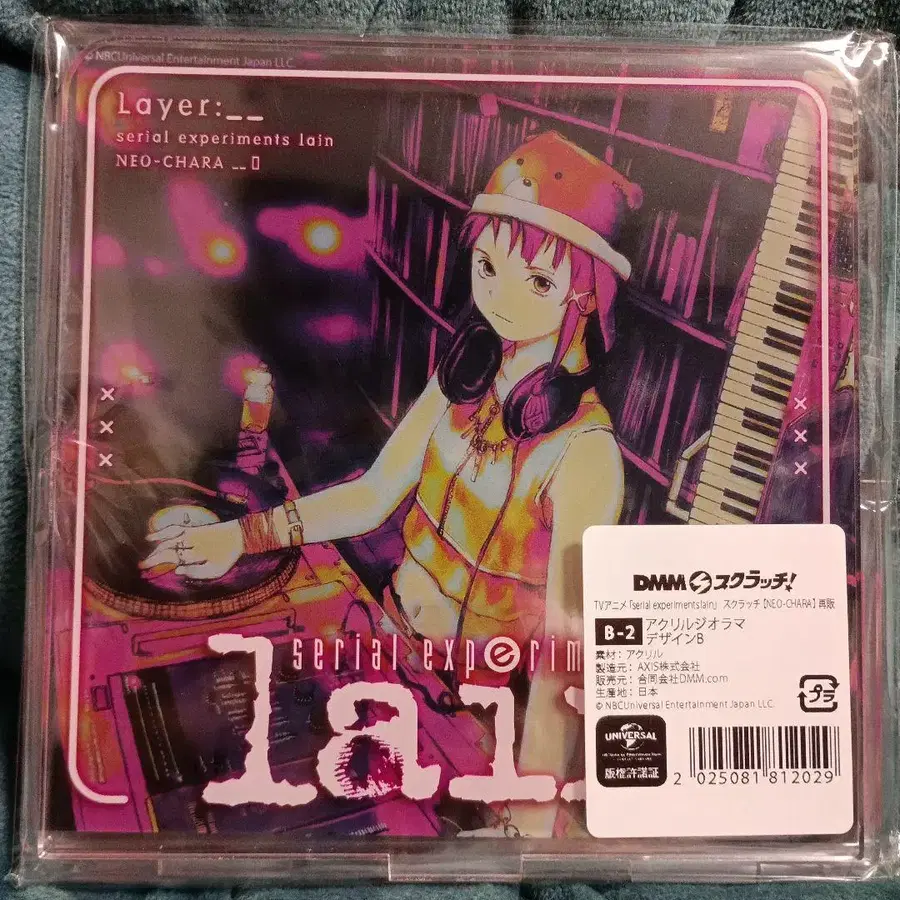 © NBCUniversal Entertainment Japan LLC.
Layer:__
serial experiments lain
NEO-CHARA __▯
serial experim
lain
DMMスクラッチ!
TVアニメ「serial experiments lain」 スクラッチ【NEO-CHARA】再販
B-2 アクリルジオラマ
デザインB
素材：アクリル
製造元：AXIS株式会社
販売元：合同会社DMM.com
生産地：日本
© NBCUniversal Entertainment Japan LLC.
プラ
UNIVERSAL
版権許諾証
2 025081 812029